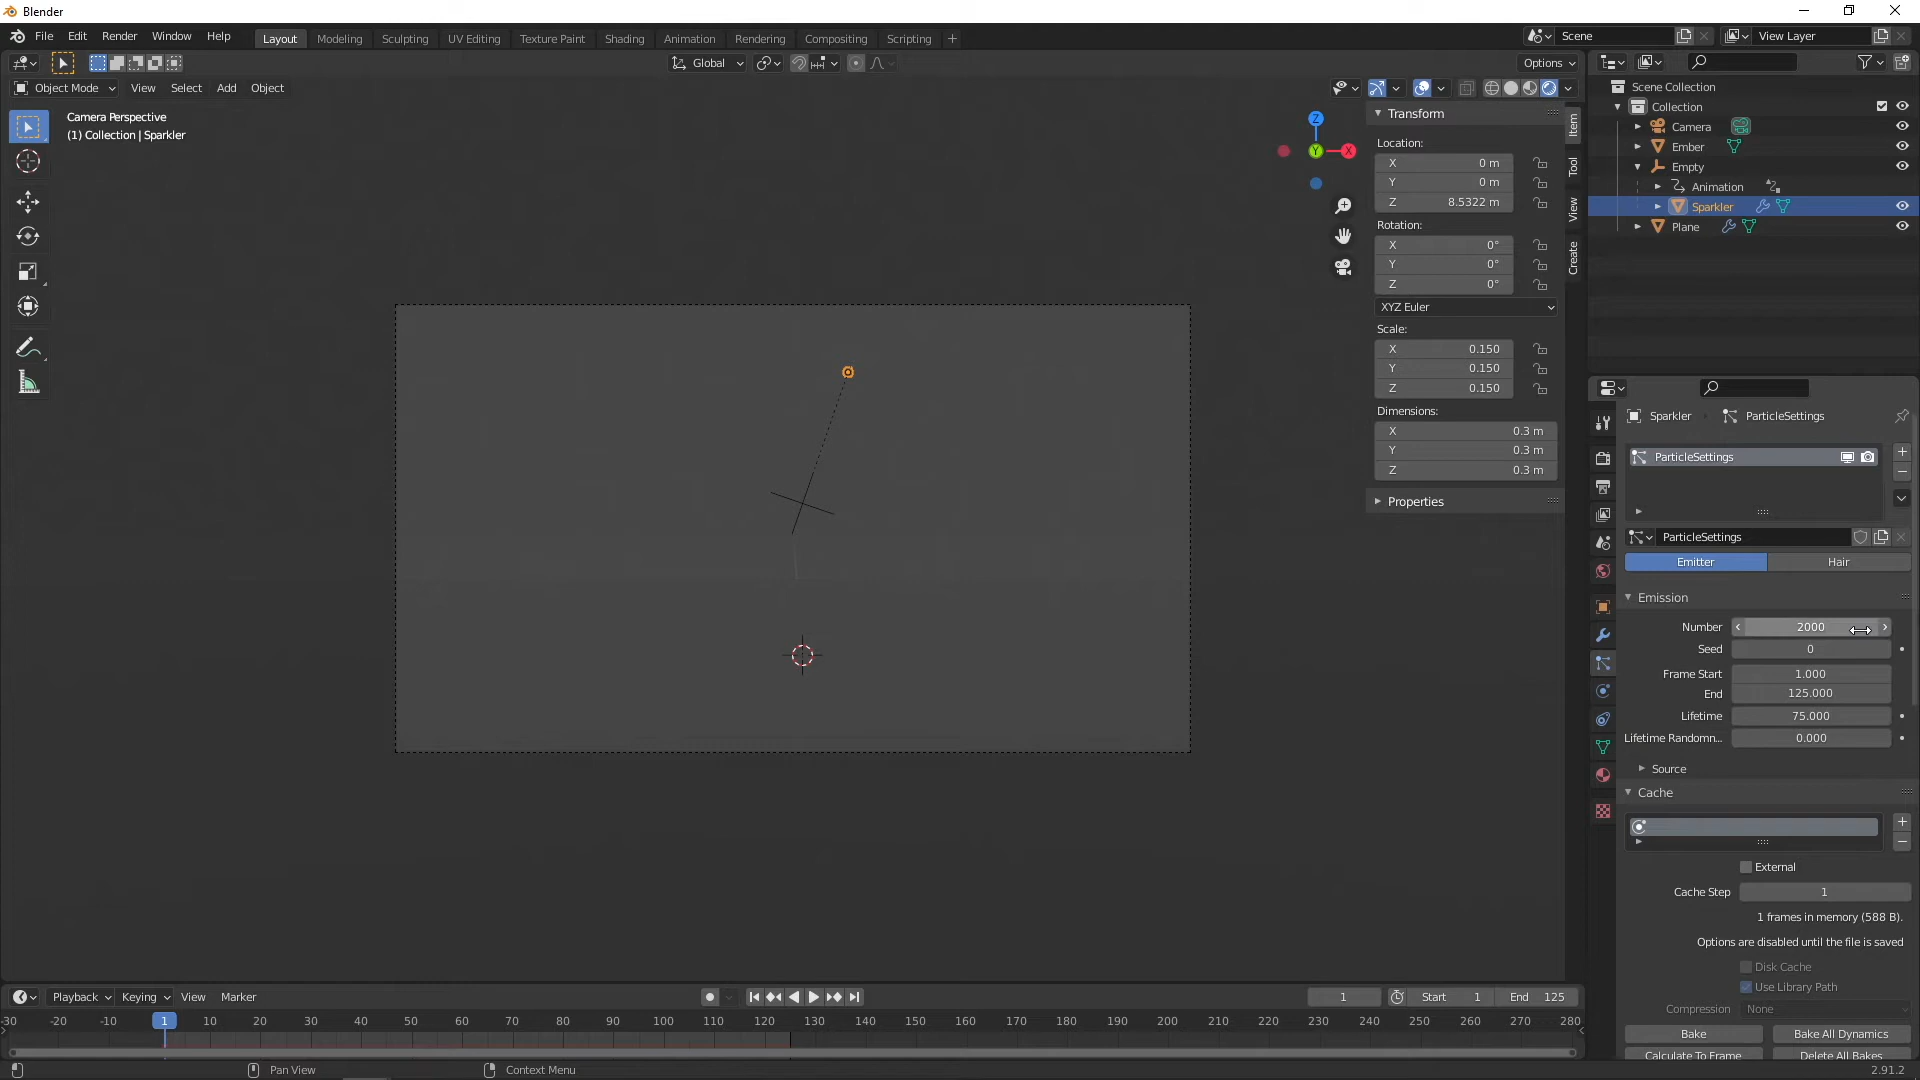 Blender
File Edit Render Window Help
Layout Modeling Sculpting UV Editing Texture Paint Shading Animation Rendering Compositing Scripting +
Scene View Layer
Global Options
Object Mode View Select Add Object
Camera Perspective
(1) Collection | Sparkler
Z
Y
X
Transform
Location:
X 0 m
Y 0 m
Z 8.5322 m
Rotation:
X 0°
Y 0°
Z 0°
XYZ Euler
Scale:
X 0.150
Y 0.150
Z 0.150
Dimensions:
X 0.3 m
Y 0.3 m
Z 0.3 m
Properties
Item
Tool
View
Create
Scene Collection
Collection
Camera
Ember
Empty
Animation
Sparkler
Plane
Sparkler ParticleSettings
ParticleSettings
ParticleSettings
Emitter Hair
Emission
Number 2000
Seed 0
Frame Start 1.000
End 125.000
Lifetime 75.000
Lifetime Randomn... 0.000
Source
Cache
External
Cache Step 1
1 frames in memory (588 B).
Options are disabled until the file is saved
Disk Cache
Use Library Path
Compression None
Bake Bake All Dynamics
Calculate To Frame Delete All Bakes
Playback Keying View Marker
1 Start 1 End 125
-30 -20 -10 1 10 20 30 40 50 60 70 80 90 100 110 120 130 140 150 160 170 180 190 200 210 220 230 240 250 260 270 280
Pan View Context Menu 2.91.2